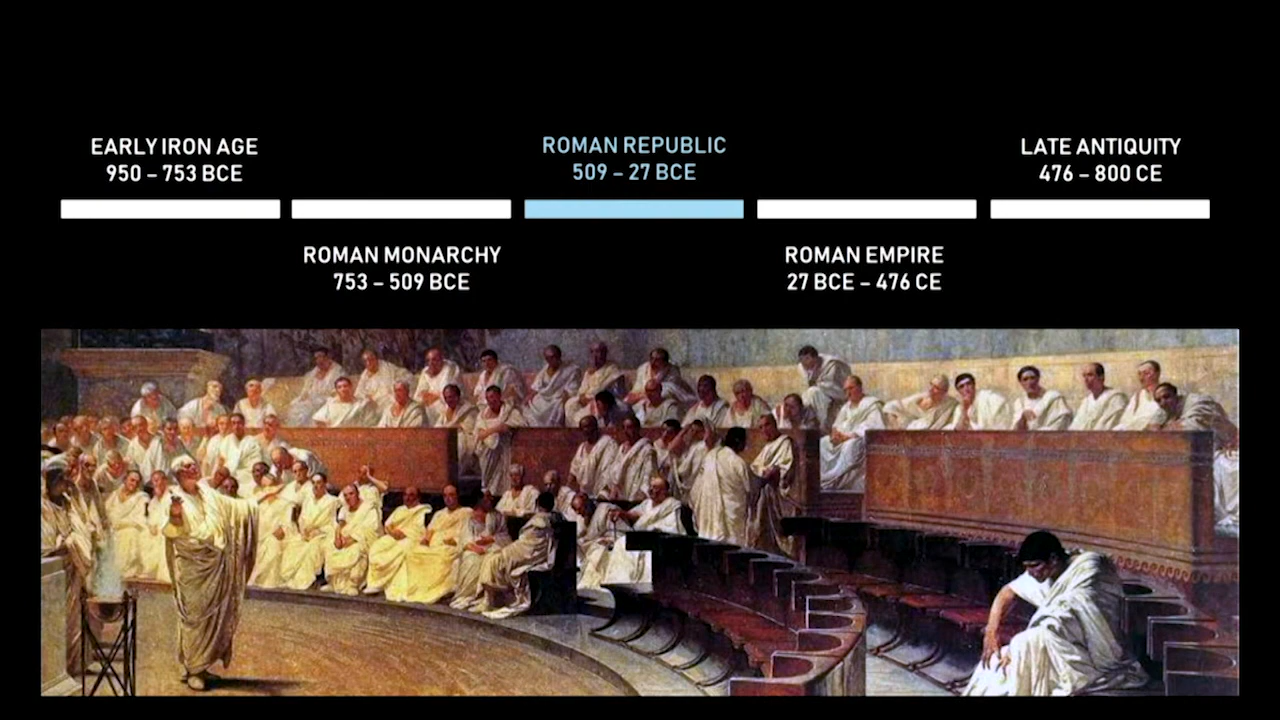 EARLY IRON AGE
950 – 753 BCE
ROMAN MONARCHY
753 – 509 BCE
ROMAN REPUBLIC
509 – 27 BCE
ROMAN EMPIRE
27 BCE – 476 CE
LATE ANTIQUITY
476 – 800 CE